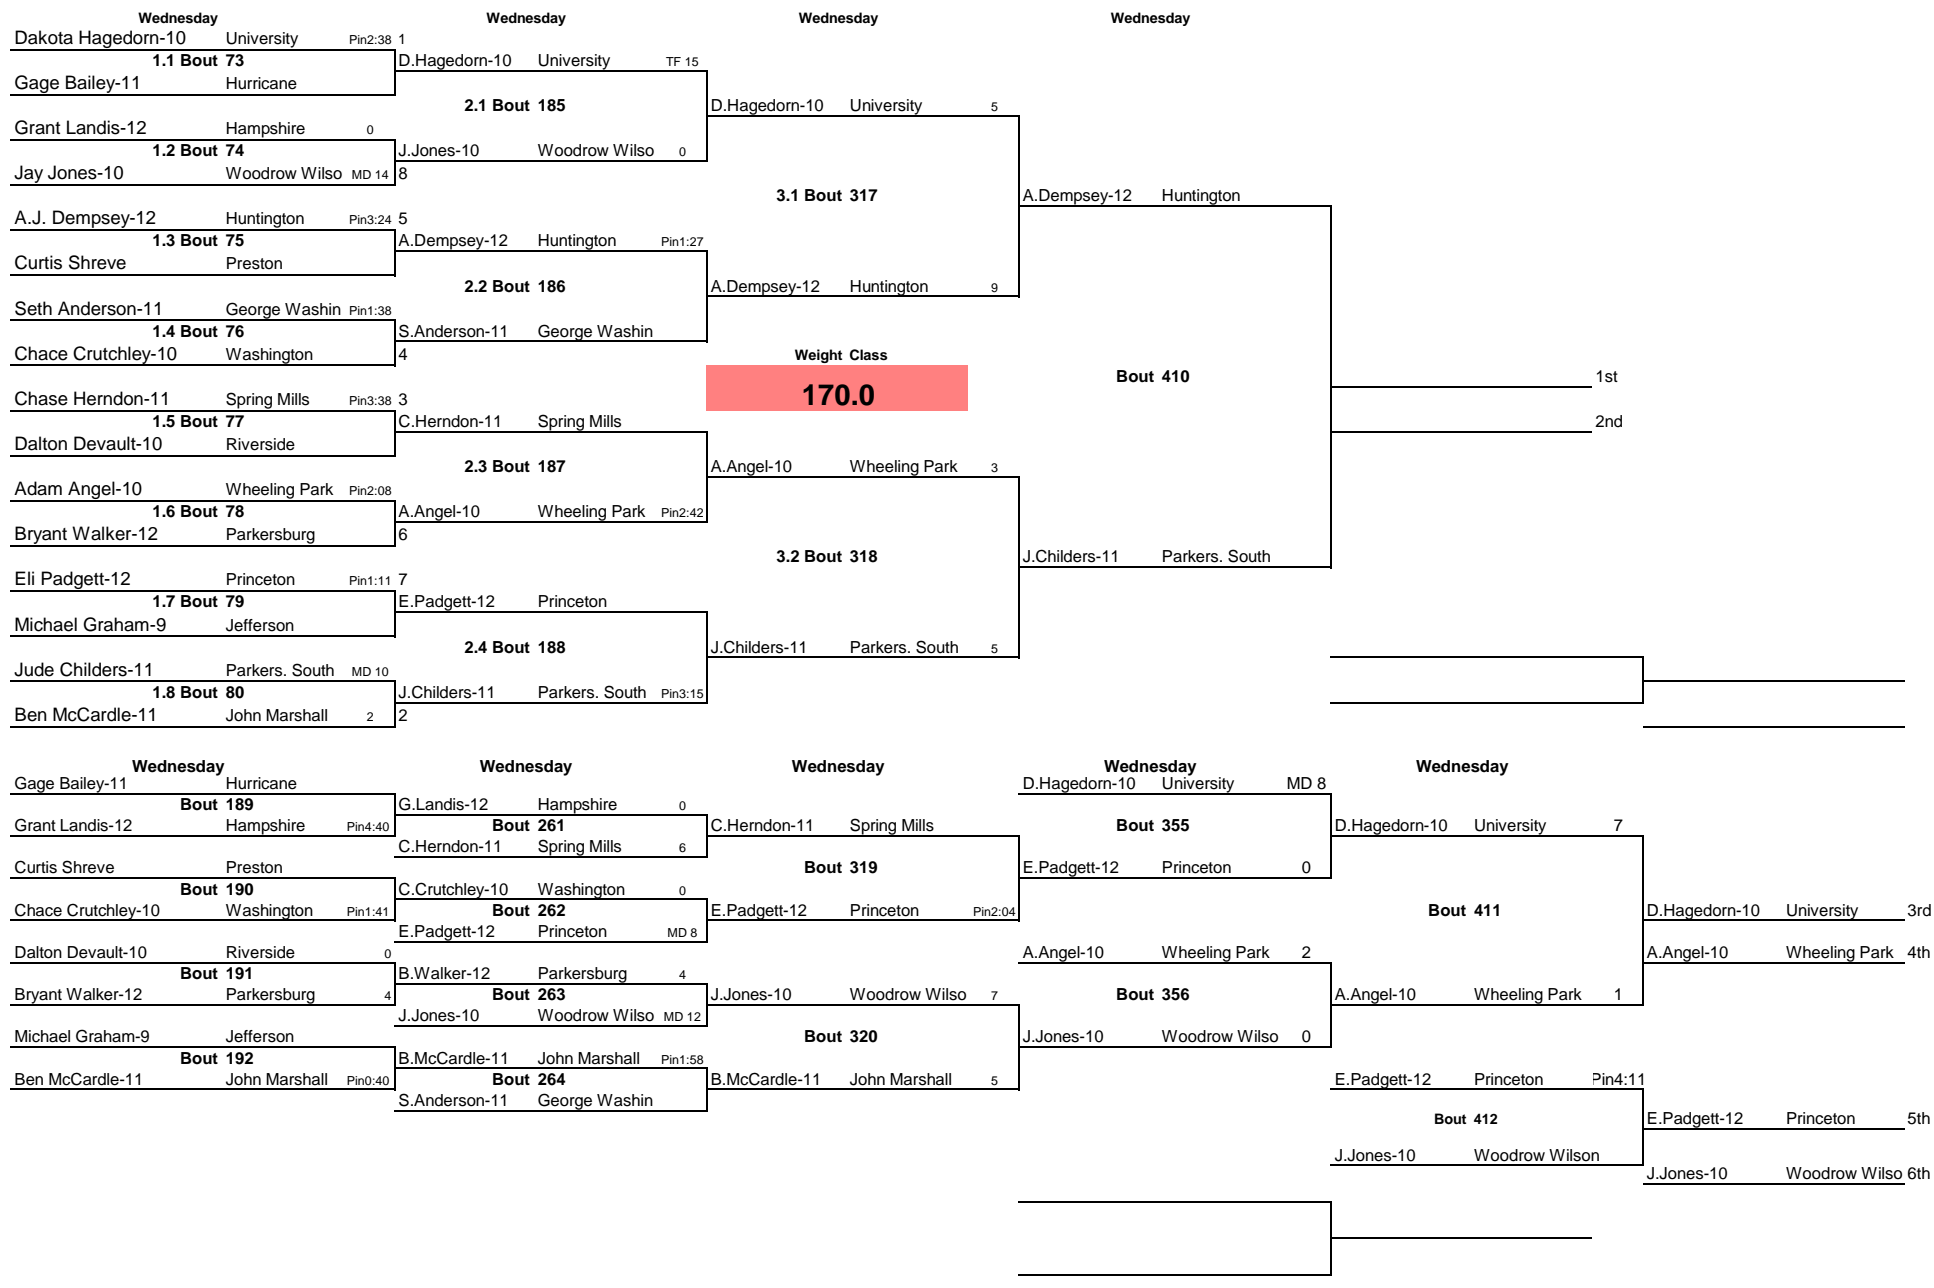 Wednesday Wednesday Wednesday Wednesday
Dakota Hagedorn-10 University Pin2:38 1
1.1 Bout 73 D.Hagedorn-10 University TF 15
Gage Bailey-11 Hurricane
2.1 Bout 185 D.Hagedorn-10 University 5
Grant Landis-12 Hampshire 0
1.2 Bout 74 J.Jones-10 Woodrow Wilso 0
Jay Jones-10 Woodrow Wilso MD 14 8
3.1 Bout 317 A.Dempsey-12 Huntington
A.J. Dempsey-12 Huntington Pin3:24 5
1.3 Bout 75 A.Dempsey-12 Huntington Pin1:27
Curtis Shreve Preston
2.2 Bout 186 A.Dempsey-12 Huntington 9
Seth Anderson-11 George Washin Pin1:38
1.4 Bout 76 S.Anderson-11 George Washin
Chace Crutchley-10 Washington 4 Weight Class
Bout 410 1st
170.0
Chase Herndon-11 Spring Mills Pin3:38 3
1.5 Bout 77 C.Herndon-11 Spring Mills 2nd
Dalton Devault-10 Riverside
2.3 Bout 187 A.Angel-10 Wheeling Park 3
Adam Angel-10 Wheeling Park Pin2:08
1.6 Bout 78 A.Angel-10 Wheeling Park Pin2:42
Bryant Walker-12 Parkersburg 6
3.2 Bout 318 J.Childers-11 Parkers. South
Eli Padgett-12 Princeton Pin1:11 7
1.7 Bout 79 E.Padgett-12 Princeton
Michael Graham-9 Jefferson
2.4 Bout 188 J.Childers-11 Parkers. South 5
Jude Childers-11 Parkers. South MD 10
1.8 Bout 80 J.Childers-11 Parkers. South Pin3:15
Ben McCardle-11 John Marshall 2 2
Wednesday Wednesday Wednesday Wednesday Wednesday
Gage Bailey-11 Hurricane D.Hagedorn-10 University MD 8
Bout 189 G.Landis-12 Hampshire 0
Grant Landis-12 Hampshire Pin4:40 Bout 261 C.Herndon-11 Spring Mills Bout 355 D.Hagedorn-10 University 7
C.Herndon-11 Spring Mills 6
Curtis Shreve Preston Bout 319 E.Padgett-12 Princeton 0
Bout 190 C.Crutchley-10 Washington 0
Chace Crutchley-10 Washington Pin1:41 Bout 262 E.Padgett-12 Princeton Pin2:04 Bout 411 D.Hagedorn-10 University 3rd
E.Padgett-12 Princeton MD 8
Dalton Devault-10 Riverside 0 A.Angel-10 Wheeling Park 2 A.Angel-10 Wheeling Park 4th
Bout 191 B.Walker-12 Parkersburg 4
Bryant Walker-12 Parkersburg 4 Bout 263 J.Jones-10 Woodrow Wilso 7 Bout 356 A.Angel-10 Wheeling Park 1
J.Jones-10 Woodrow Wilso MD 12
Michael Graham-9 Jefferson Bout 320 J.Jones-10 Woodrow Wilso 0
Bout 192 B.McCardle-11 John Marshall Pin1:58
Ben McCardle-11 John Marshall Pin0:40 Bout 264 B.McCardle-11 John Marshall 5 E.Padgett-12 Princeton Pin4:11
S.Anderson-11 George Washin
Bout 412 E.Padgett-12 Princeton 5th
J.Jones-10 Woodrow Wilson
J.Jones-10 Woodrow Wilso 6th